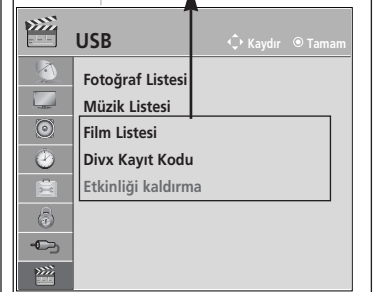 USB
Kaydır Tamam
Fotoğraf Listesi
Müzik Listesi
Film Listesi
Divx Kayıt Kodu
Etkinliği kaldırma